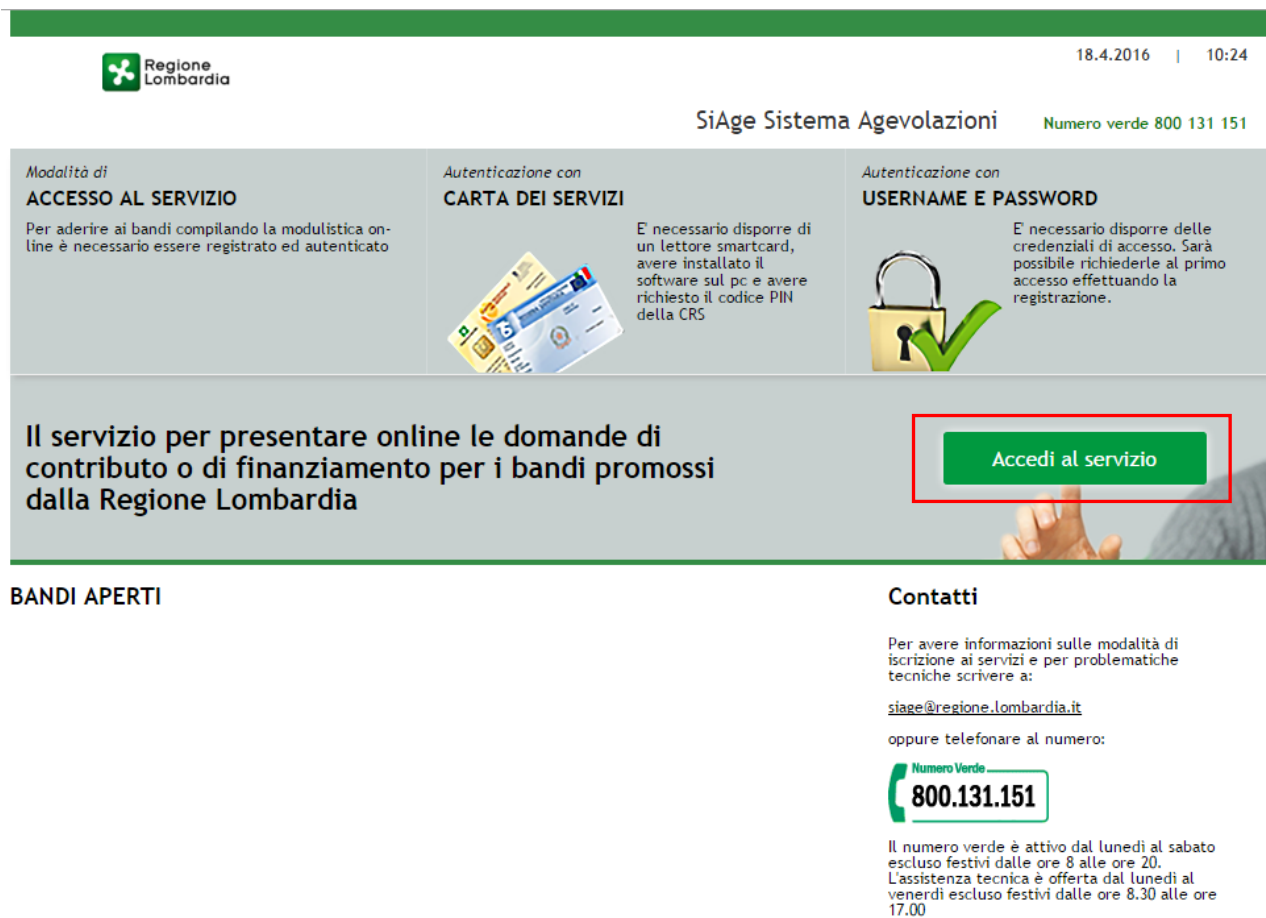 Regione
Lombardia
18.4.2016 | 10:24
SiAge Sistema Agevolazioni
Numero verde 800 131 151
Modalità di
ACCESSO AL SERVIZIO
Per aderire ai bandi compilando la modulistica on-
line è necessario essere registrato ed autenticato
Autenticazione con
CARTA DEI SERVIZI
E' necessario disporre di
un lettore smartcard,
avere installato il
software sul pc e avere
richiesto il codice PIN
della CRS
Autenticazione con
USERNAME E PASSWORD
E' necessario disporre delle
credenziali di accesso. Sarà
possibile richiederle al primo
accesso effettuando la
registrazione.
Il servizio per presentare online le domande di
contributo o di finanziamento per i bandi promossi
dalla Regione Lombardia
Accedi al servizio
BANDI APERTI
Contatti
Per avere informazioni sulle modalità di
iscrizione ai servizi e per problematiche
tecniche scrivere a:
siage@regione.lombardia.it
oppure telefonare al numero:
Numero Verde
800.131.151
Il numero verde è attivo dal lunedì al sabato
escluso festivi dalle ore 8 alle ore 20.
L'assistenza tecnica è offerta dal lunedì al
venerdì escluso festivi dalle ore 8.30 alle ore
17.00